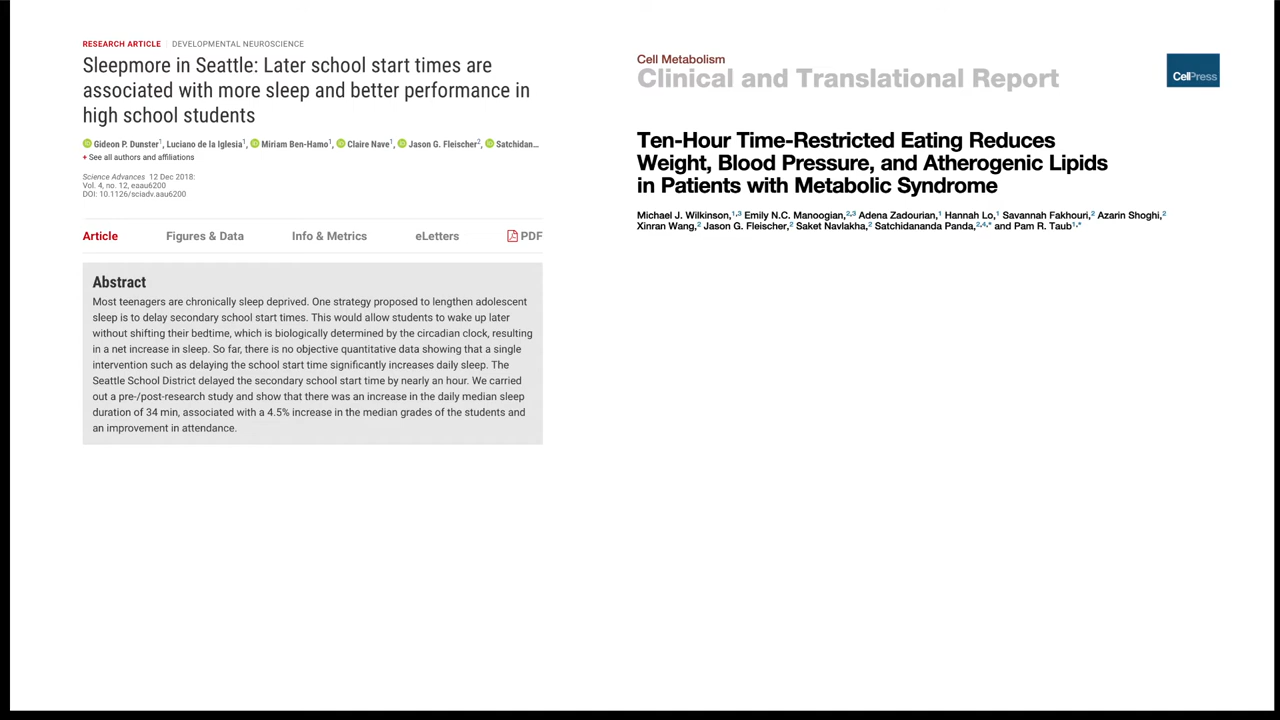 RESEARCH ARTICLE DEVELOPMENTAL NEUROSCIENCE
Sleepmore in Seattle: Later school start times are
associated with more sleep and better performance in
high school students
Gideon P. Dunster1, Luciano de la Iglesia1, Miriam Ben-Hamo1, Claire Nave1, Jason G. Fleischer2, Satchidan...
+ See all authors and affiliations
Science Advances 12 Dec 2018:
Vol. 4, no. 12, eaau6200
DOI: 10.1126/sciadv.aau6200
Article Figures & Data Info & Metrics eLetters PDF
Abstract
Most teenagers are chronically sleep deprived. One strategy proposed to lengthen adolescent
sleep is to delay secondary school start times. This would allow students to wake up later
without shifting their bedtime, which is biologically determined by the circadian clock, resulting
in a net increase in sleep. So far, there is no objective quantitative data showing that a single
intervention such as delaying the school start time significantly increases daily sleep. The
Seattle School District delayed the secondary school start time by nearly an hour. We carried
out a pre-/post-research study and show that there was an increase in the daily median sleep
duration of 34 min, associated with a 4.5% increase in the median grades of the students and
an improvement in attendance.
Cell Metabolism
Clinical and Translational Report
CellPress
Ten-Hour Time-Restricted Eating Reduces
Weight, Blood Pressure, and Atherogenic Lipids
in Patients with Metabolic Syndrome
Michael J. Wilkinson,1,3 Emily N.C. Manoogian,2,3 Adena Zadourian,1 Hannah Lo,1 Savannah Fakhouri,2 Azarin Shoghi,2
Xinran Wang,2 Jason G. Fleischer,2 Saket Navlakha,2 Satchidananda Panda,2,4,* and Pam R. Taub1,*